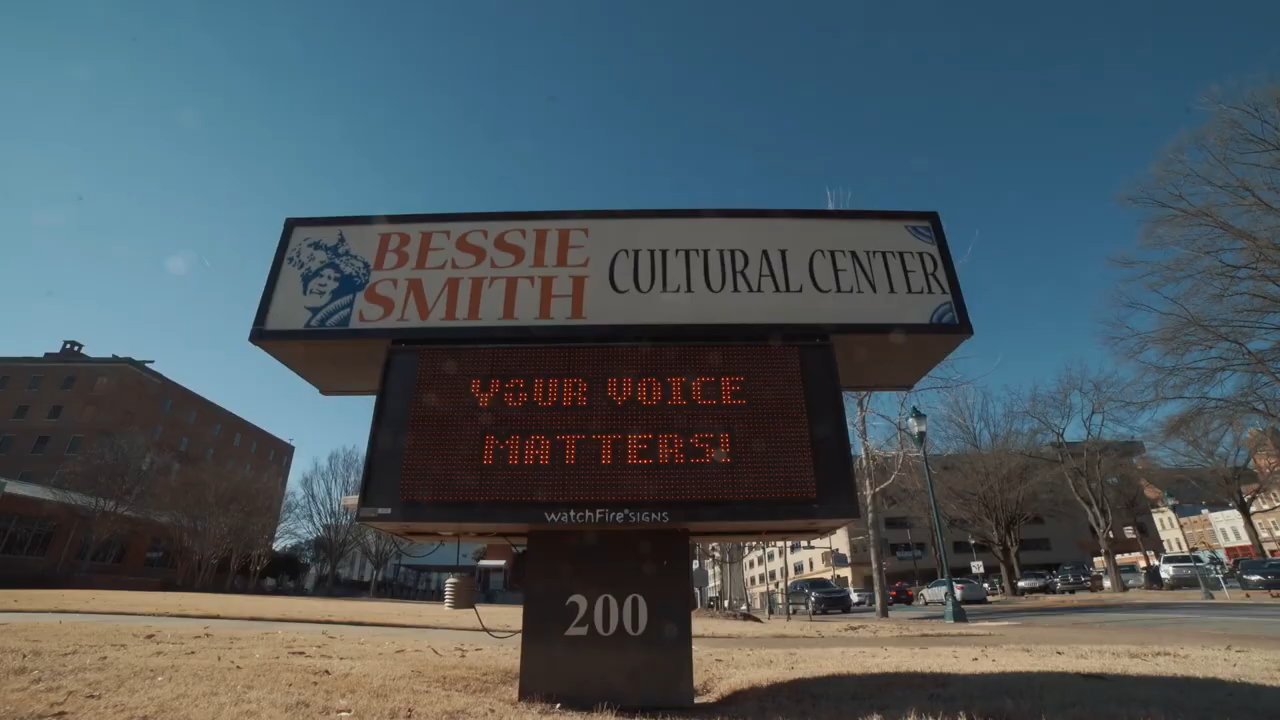 BESSIE
SMITH
CULTURAL CENTER
YOUR VOICE
MATTERS!
watchFire SIGNS
200